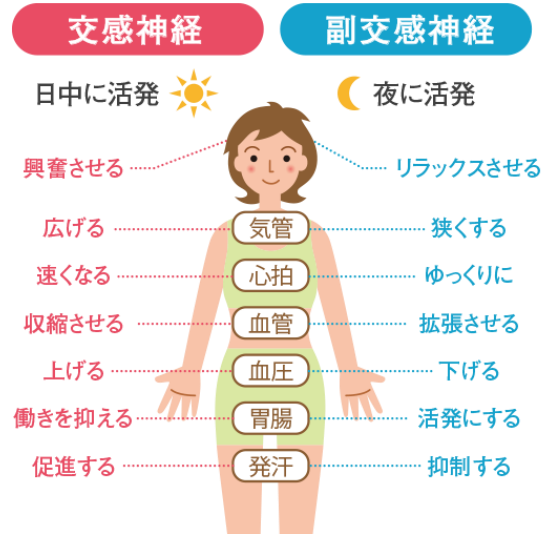 交感神経 副交感神経
日中に活発 夜に活発
興奮させる リラックスさせる
広げる 気管 狭くする
速くなる 心拍 ゆっくりに
収縮させる 血管 拡張させる
上げる 血圧 下げる
働きを抑える 胃腸 活発にする
促進する 発汗 抑制する